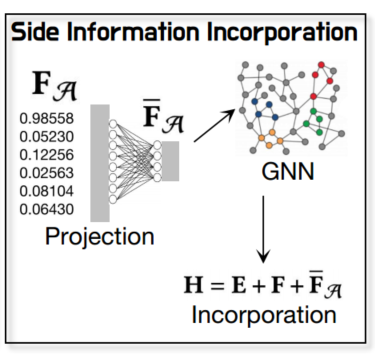 Side Information Incorporation
F𝒜
F̅𝒜
0.98558
0.05230
0.12256
0.02563
0.08104
0.06430
Projection
GNN
H = E + F + F̅𝒜
Incorporation